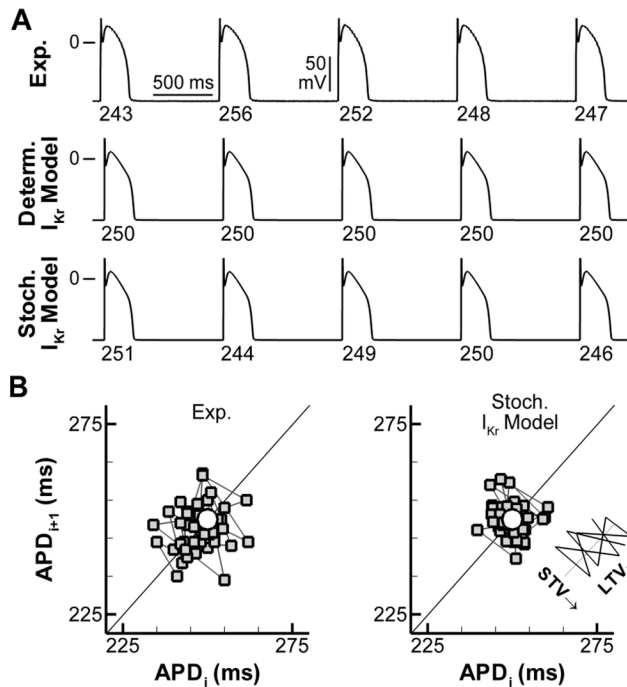 A
Exp.
0
500 ms
50
mV
243 256 252 248 247
Determ.
IKr Model
0
250 250 250 250 250
Stoch.
IKr Model
0
251 244 249 250 246
B
Exp.
Stoch.
IKr Model
APDi+1 (ms)
275
225
225 275
APDi (ms)
275
225
225 275
APDi (ms)
STV→
LTV